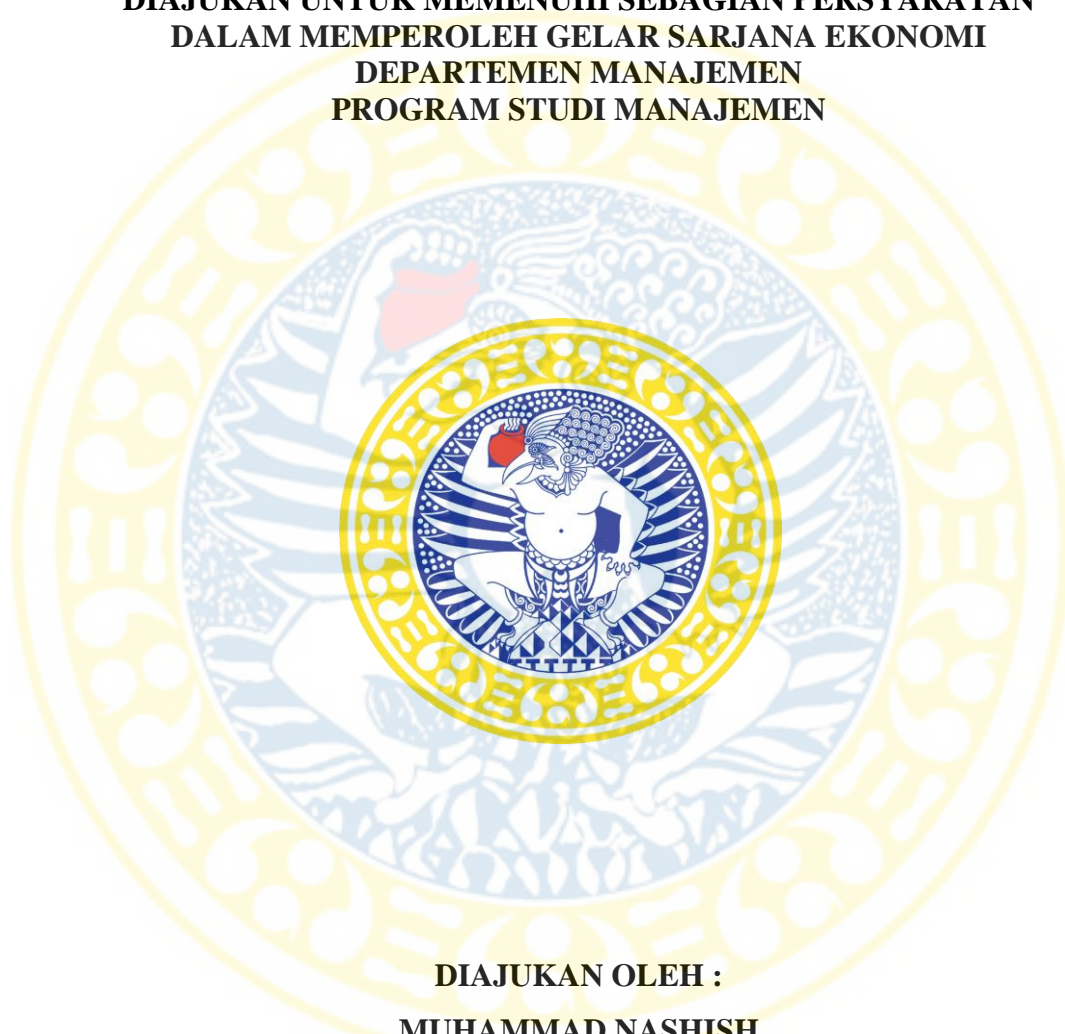 DIAJUKAN UNTUK MEMENUHI SEBAGIAN PERSYARATAN
DALAM MEMPEROLEH GELAR SARJANA EKONOMI
DEPARTEMEN MANAJEMEN
PROGRAM STUDI MANAJEMEN
DIAJUKAN OLEH :
MUHAMMAD NASHISH